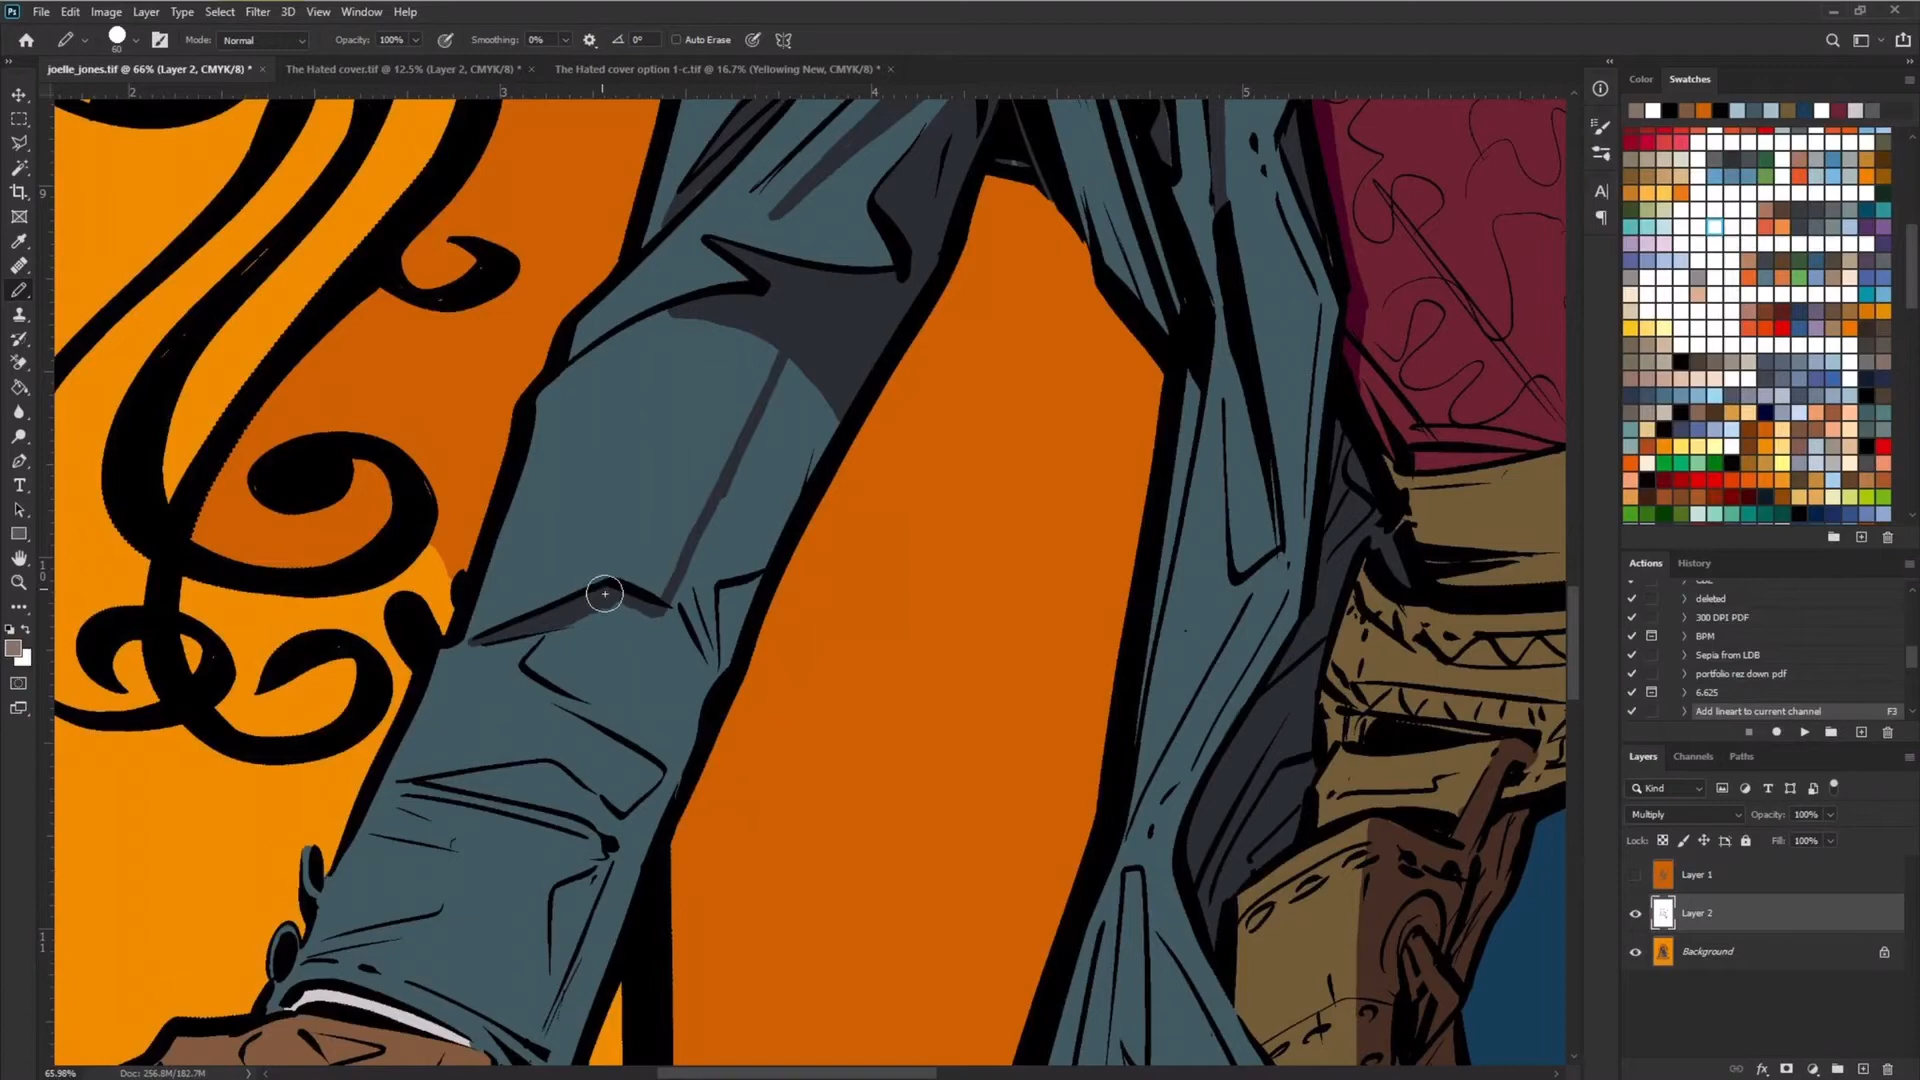 Ps File Edit Image Layer Type Select Filter 3D View Window Help
60 Mode: Normal Opacity: 100% Smoothing: 0% 0° Auto Erase
joelle_jones.tif @ 66% (Layer 2, CMYK/8) * × The Hated cover.tif @ 12.5% (Layer 2, CMYK/8) * × The Hated cover option 1-c.tif @ 16.7% (Yellowing New, CMYK/8) * ×
2 3 4 5
Color Swatches
9
10
11
Actions History
deleted
300 DPI PDF
BPM
Sepia from LDB
portfolio rez down pdf
6.625
Add lineart to current channel F3
Layers Channels Paths
Kind
Multiply Opacity: 100%
Lock: Fill: 100%
Layer 1
Layer 2
Background
65.98% Doc: 256.8M/182.7M